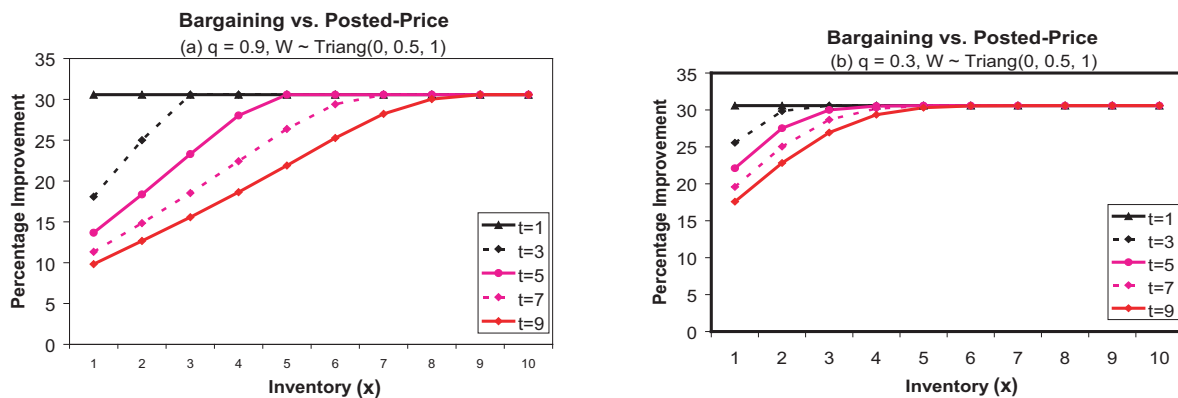 Bargaining vs. Posted-Price
(a) q = 0.9, W ~ Triang(0, 0.5, 1)
Percentage Improvement
35
30
25
20
15
10
5
0
1 2 3 4 5 6 7 8 9 10
Inventory (x)
t=1
t=3
t=5
t=7
t=9
Bargaining vs. Posted-Price
(b) q = 0.3, W ~ Triang(0, 0.5, 1)
Percentage Improvement
35
30
25
20
15
10
5
0
1 2 3 4 5 6 7 8 9 10
Inventory (x)
t=1
t=3
t=5
t=7
t=9